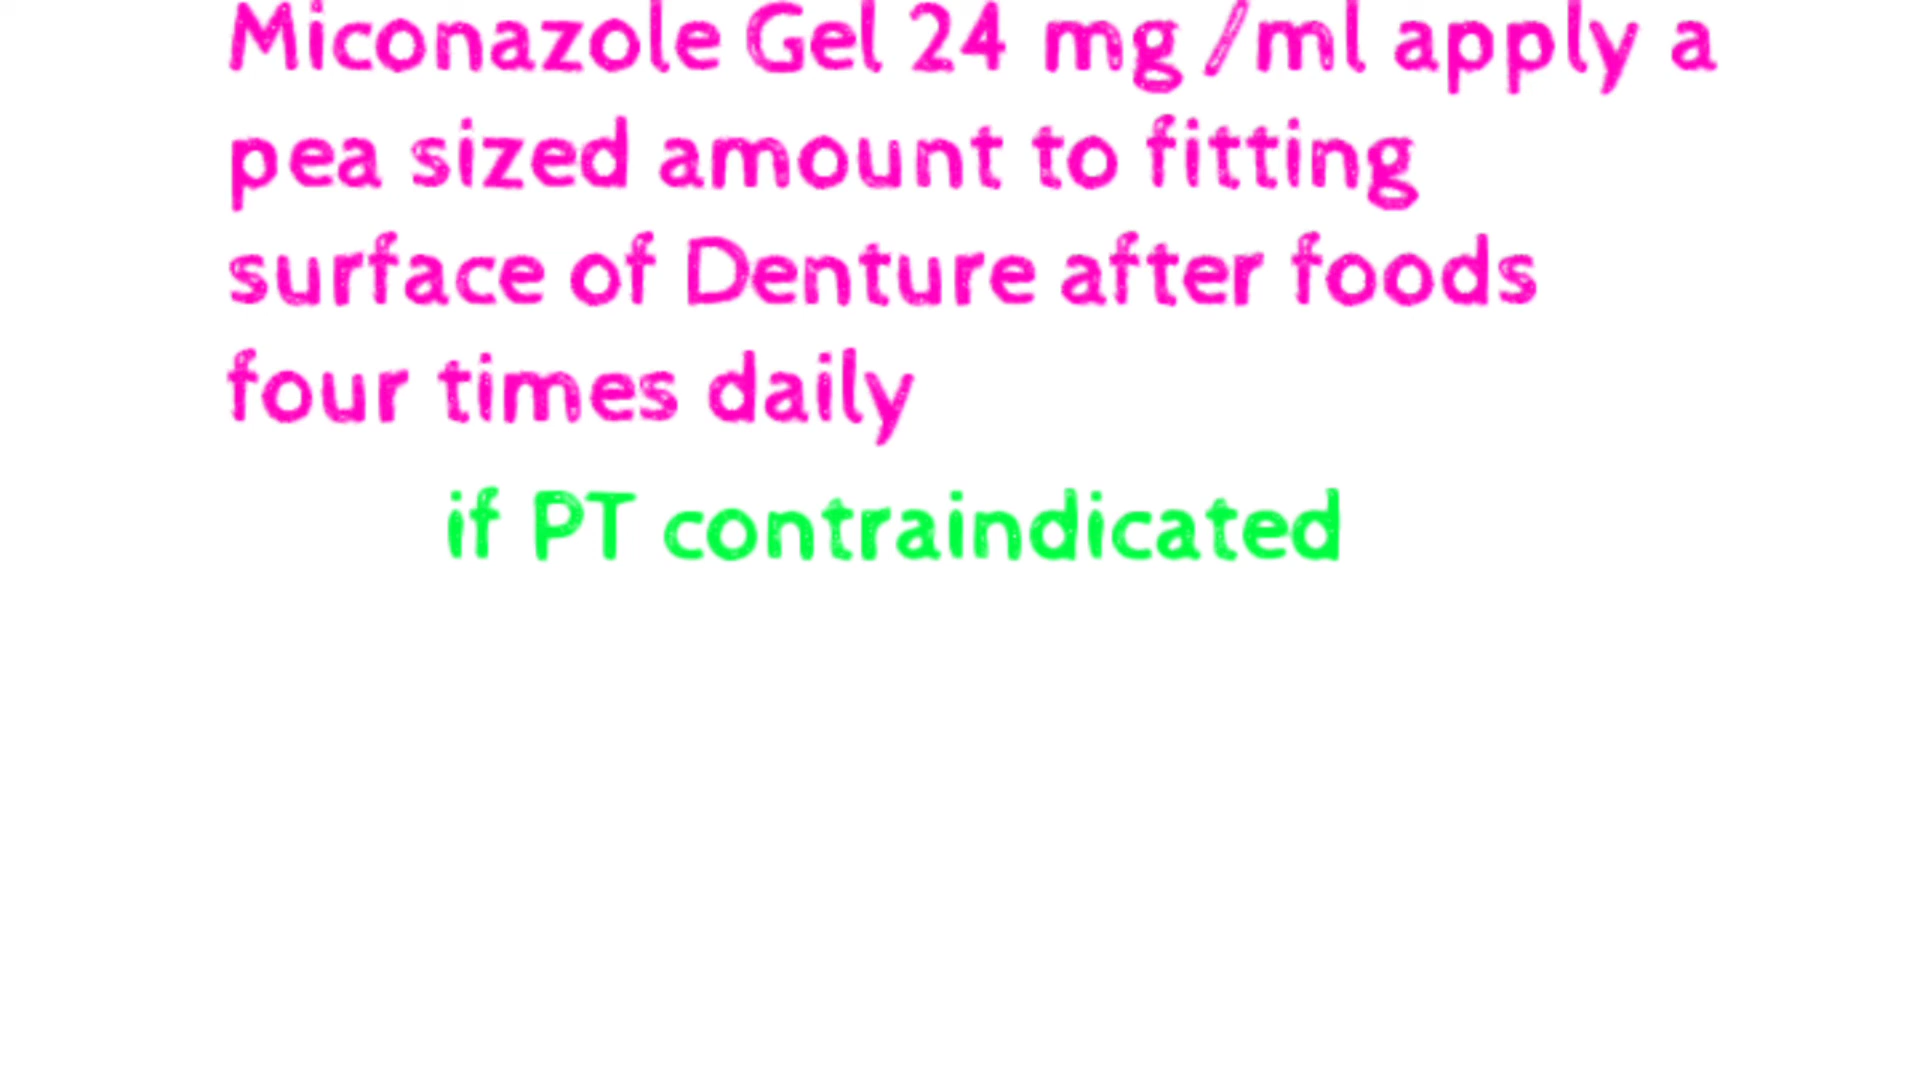 Miconazole Gel 24 mg /ml apply a
pea sized amount to fitting
surface of Denture after foods
four times daily
if PT contraindicated